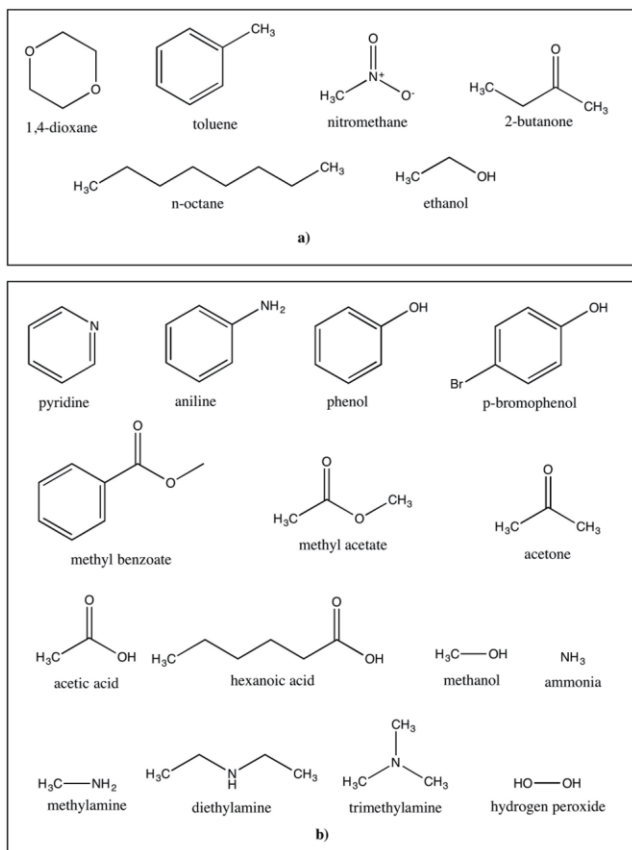 O CH₃ O O
O N⁺
H₃C O⁻ H₃C CH₃
1,4-dioxane toluene nitromethane 2-butanone
H₃C CH₃ H₃C OH
n-octane ethanol
a)
N NH₂ OH OH
Br
pyridine aniline phenol p-bromophenol
O O O
O H₃C O CH₃ H₃C CH₃
methyl benzoate methyl acetate acetone
O O
H₃C OH H₃C OH H₃C OH NH₃
acetic acid hexanoic acid methanol ammonia
CH₃
H₃C NH₂ H₃C N H CH₃ H₃C N CH₃ HO OH
methylamine diethylamine trimethylamine hydrogen peroxide
b)